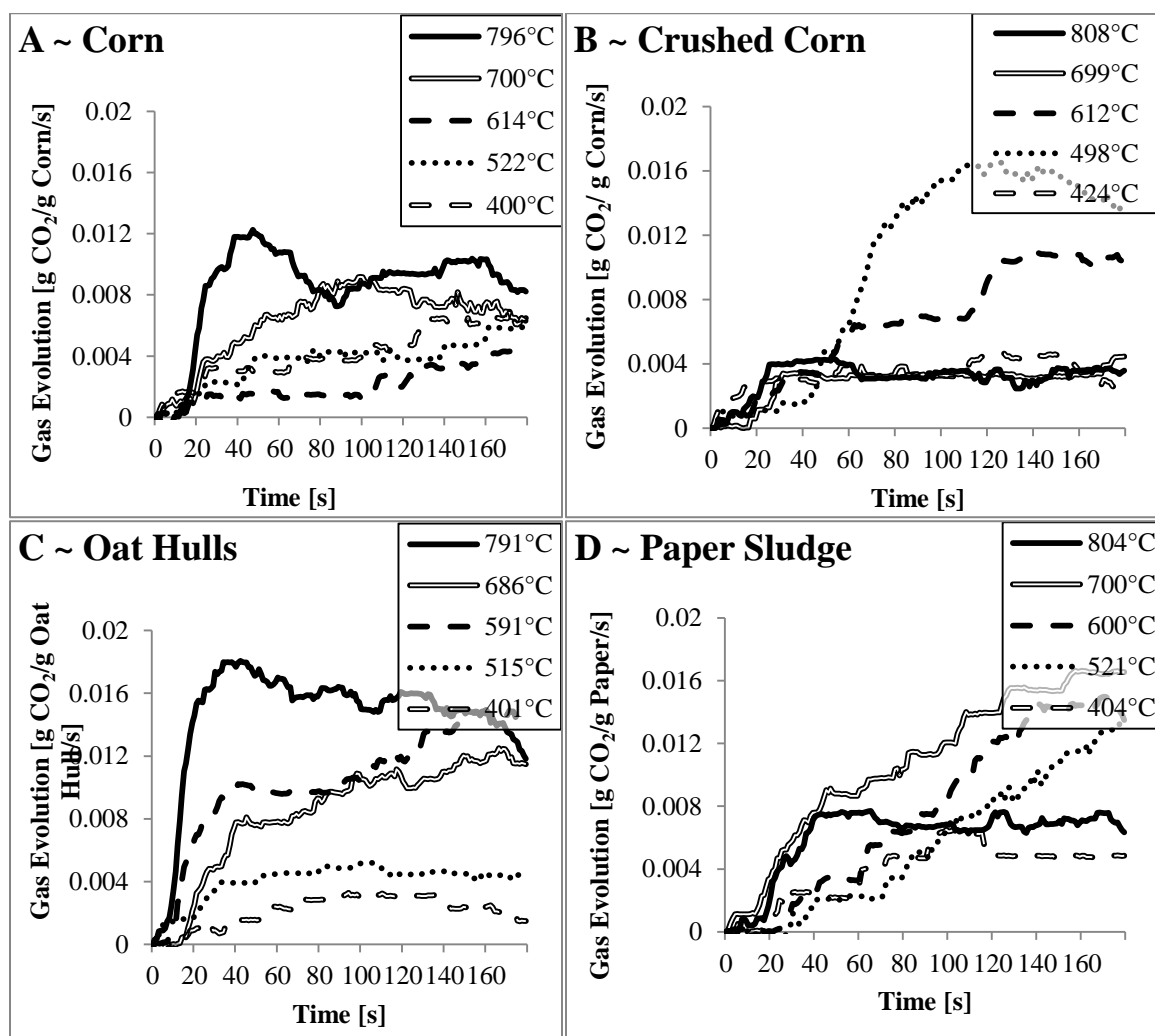 A ~ Corn
796°C
700°C
614°C
522°C
400°C
Gas Evolution [g CO₂/ g Corn/s]
0.02
0.016
0.012
0.008
0.004
0
0 20 40 60 80 100 120 140 160
Time [s]
B ~ Crushed Corn
808°C
699°C
612°C
498°C
424°C
Gas Evolution [g CO₂/ g Corn/s]
0.02
0.016
0.012
0.008
0.004
0
0 20 40 60 80 100 120 140 160
Time [s]
C ~ Oat Hulls
791°C
686°C
591°C
515°C
401°C
Gas Evolution [g CO₂/g Oat
Hull/s]
0.02
0.016
0.012
0.008
0.004
0
0 20 40 60 80 100 120 140 160
Time [s]
D ~ Paper Sludge
804°C
700°C
600°C
521°C
404°C
Gas Evolution [g CO₂/g Paper/s]
0.02
0.016
0.012
0.008
0.004
0
0 20 40 60 80 100 120 140 160
Time [s]